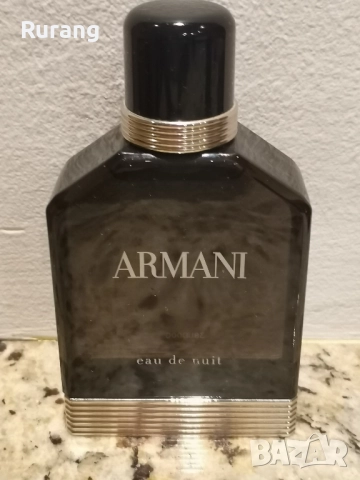 Rurang
ARMANI
eau de nuit
BAZAR